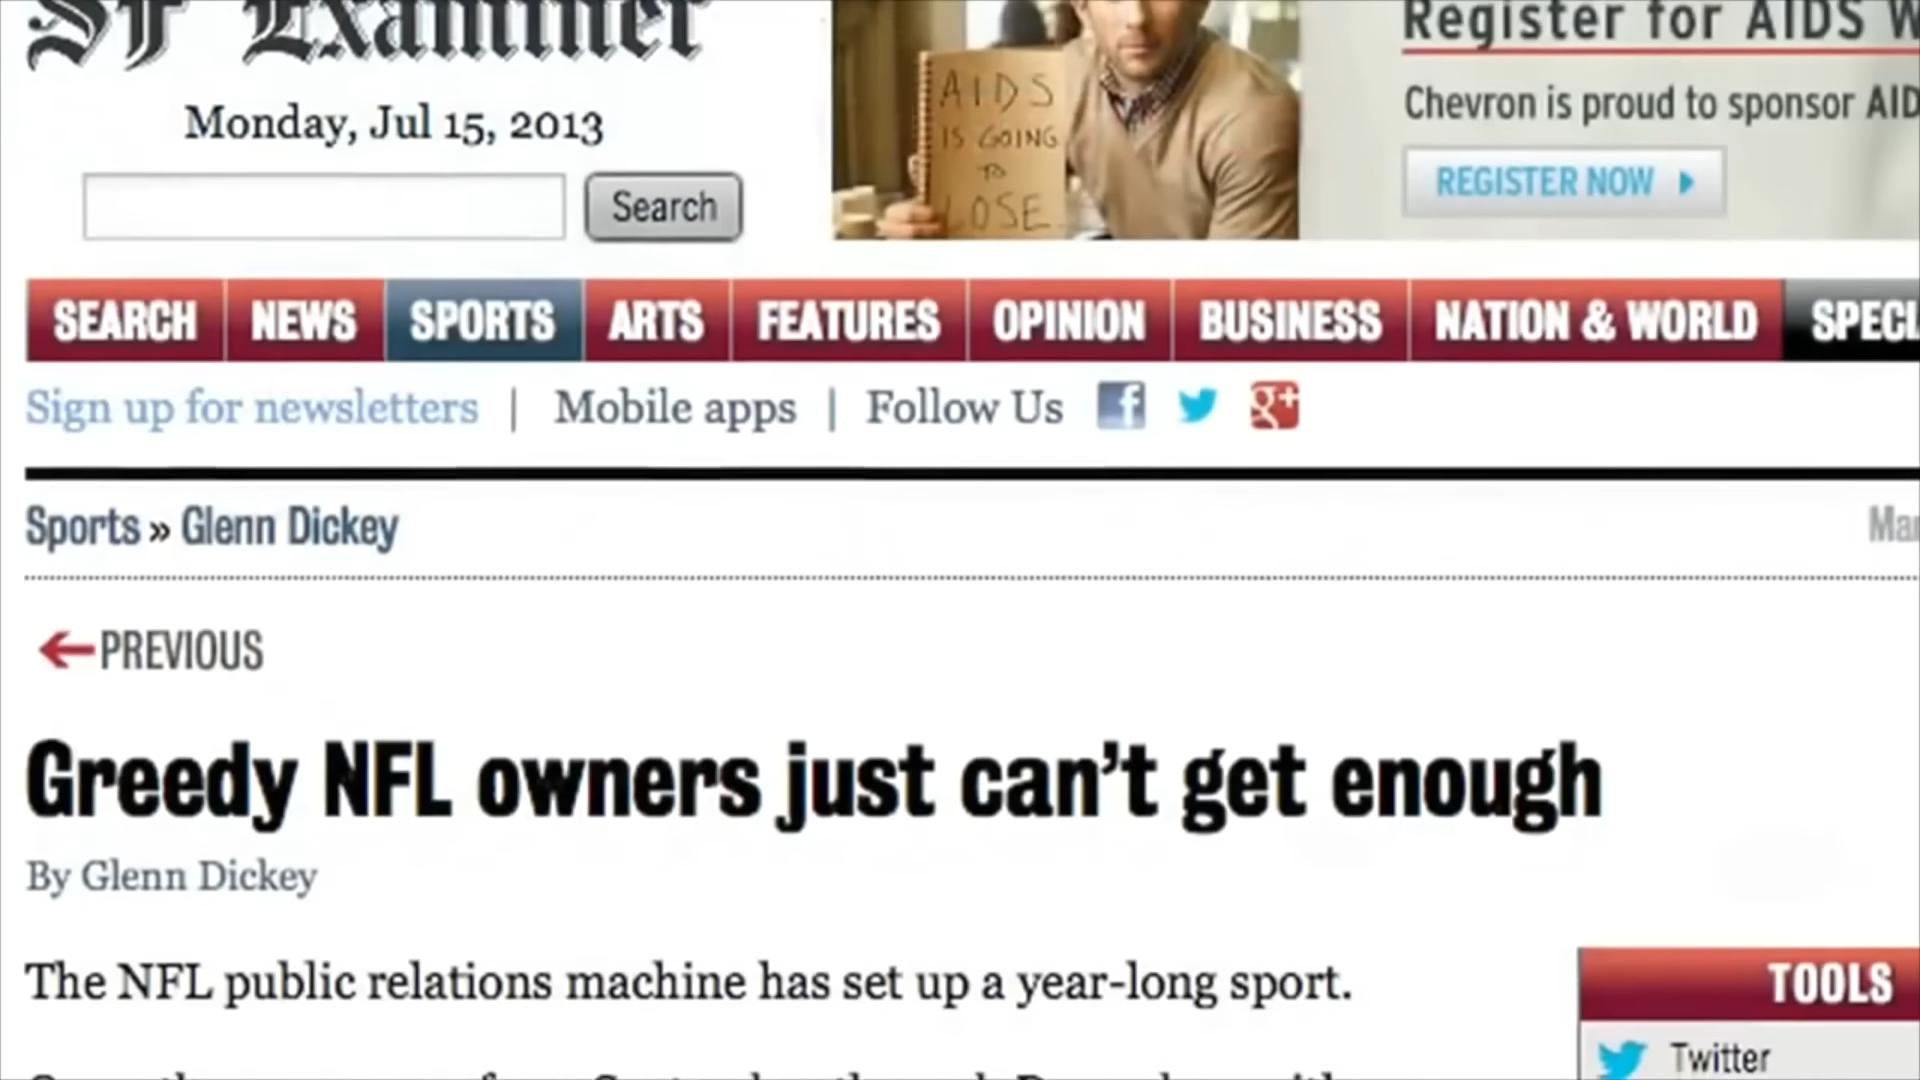 SF Examiner
Monday, Jul 15, 2013
Search
AIDS
IS GOING
TO
LOSE
Register for AIDS W
Chevron is proud to sponsor AID
REGISTER NOW
SEARCH NEWS SPORTS ARTS FEATURES OPINION BUSINESS NATION & WORLD SPECI
Sign up for newsletters | Mobile apps | Follow Us
Sports » Glenn Dickey
Mar
PREVIOUS
Greedy NFL owners just can't get enough
By Glenn Dickey
The NFL public relations machine has set up a year-long sport.
TOOLS
Twitter